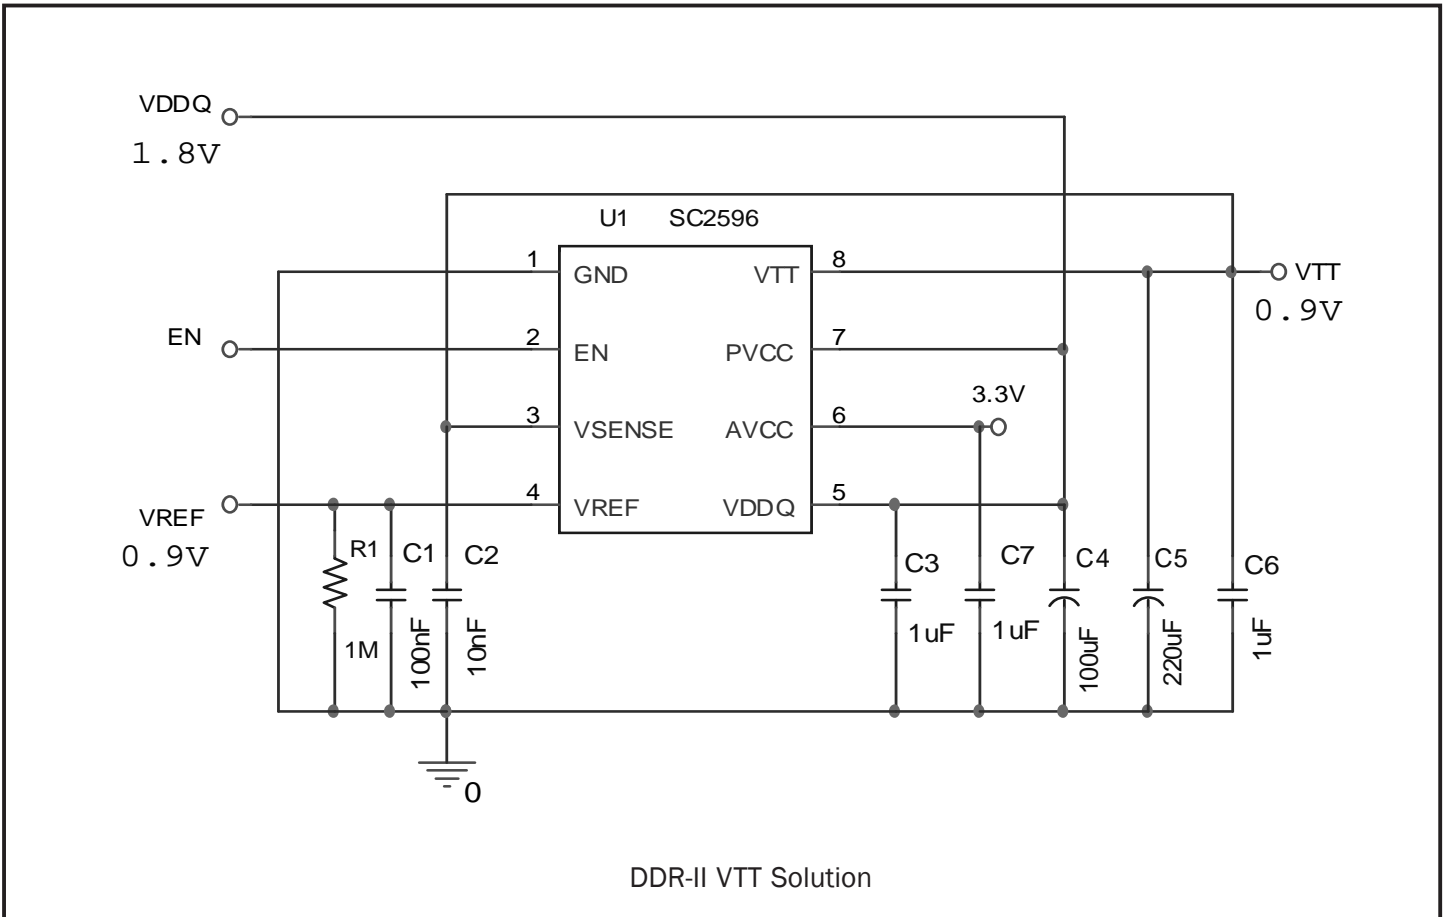 VDDQ
1.8V
U1 SC2596
1 GND VTT 8
VTT
0.9V
EN
2 EN PVCC 7
3.3V
3 VSENSE AVCC 6
4 VREF VDDQ 5
VREF
0.9V
R1
1M
C1
100nF
C2
10nF
C3
1uF
C7
1uF
C4
100uF
C5
220uF
C6
1uF
0
DDR-II VTT Solution